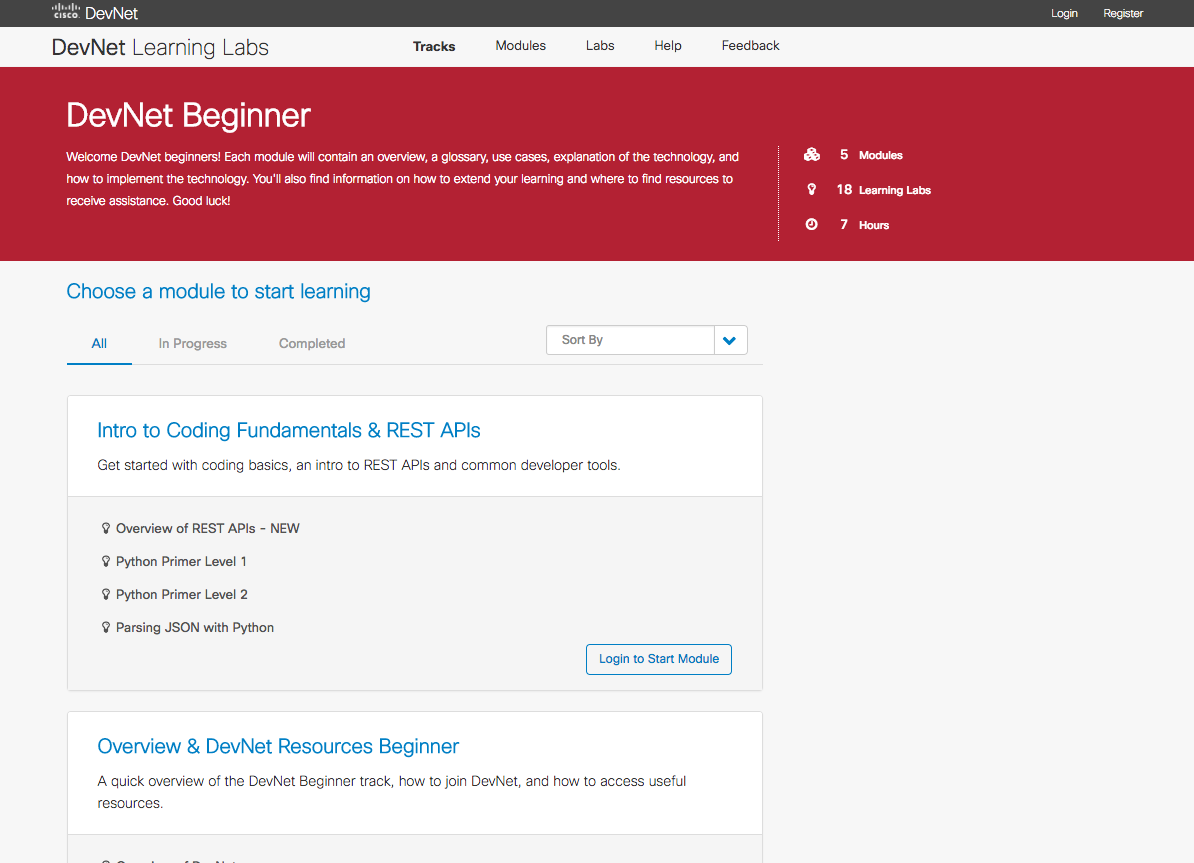 CISCO DevNet
Login
Register
DevNet Learning Labs
Tracks
Modules
Labs
Help
Feedback
DevNet Beginner
Welcome DevNet beginners! Each module will contain an overview, a glossary, use cases, explanation of the technology, and
how to implement the technology. You'll also find information on how to extend your learning and where to find resources to
receive assistance. Good luck!
5 Modules
18 Learning Labs
7 Hours
Choose a module to start learning
All
In Progress
Completed
Sort By
Intro to Coding Fundamentals & REST APIs
Get started with coding basics, an intro to REST APIs and common developer tools.
Overview of REST APIs - NEW
Python Primer Level 1
Python Primer Level 2
Parsing JSON with Python
Login to Start Module
Overview & DevNet Resources Beginner
A quick overview of the DevNet Beginner track, how to join DevNet, and how to access useful
resources.